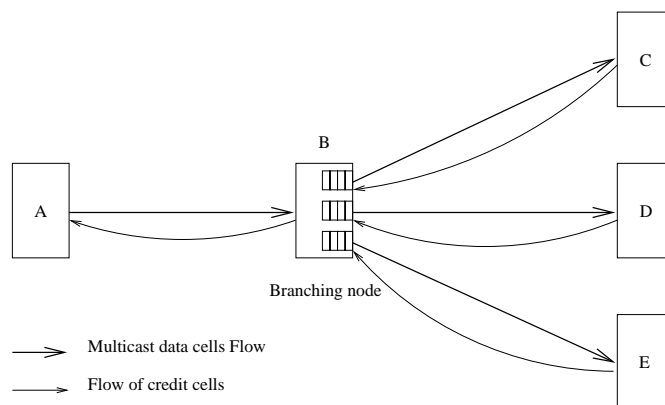 C
B
A
D
Branching node
Multicast data cells Flow
E
Flow of credit cells